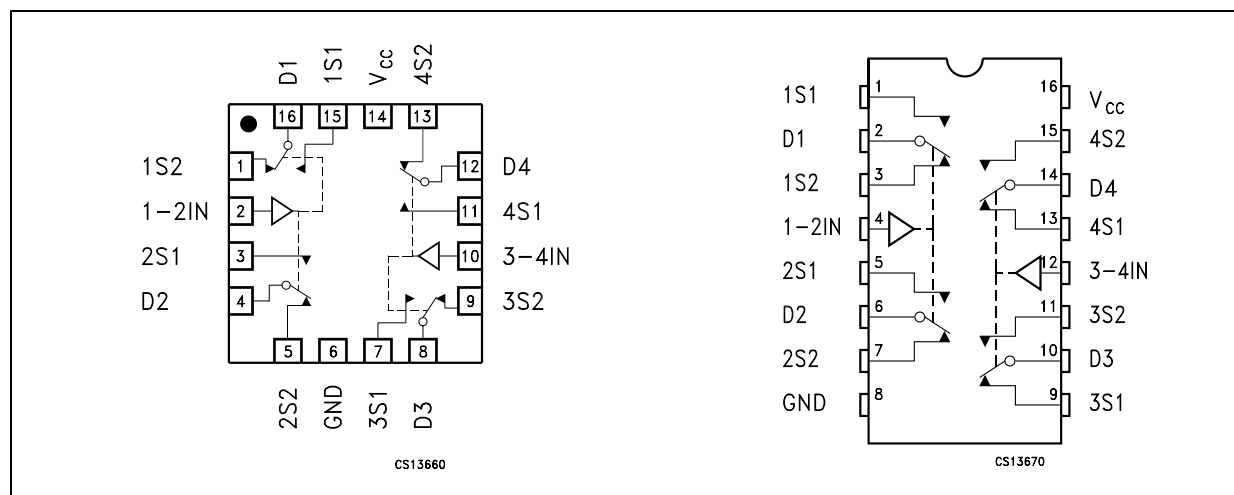 D1
1S1
Vcc
4S2
16
15
14
13
1S2
1
12
D4
1-2IN
2
11
4S1
2S1
3
10
3-4IN
D2
4
9
3S2
5
6
7
8
2S2
GND
3S1
D3
CS13660
1S1
1
16
Vcc
D1
2
15
4S2
1S2
3
14
D4
1-2IN
4
13
4S1
2S1
5
12
3-4IN
D2
6
11
3S2
2S2
7
10
D3
GND
8
9
3S1
CS13670